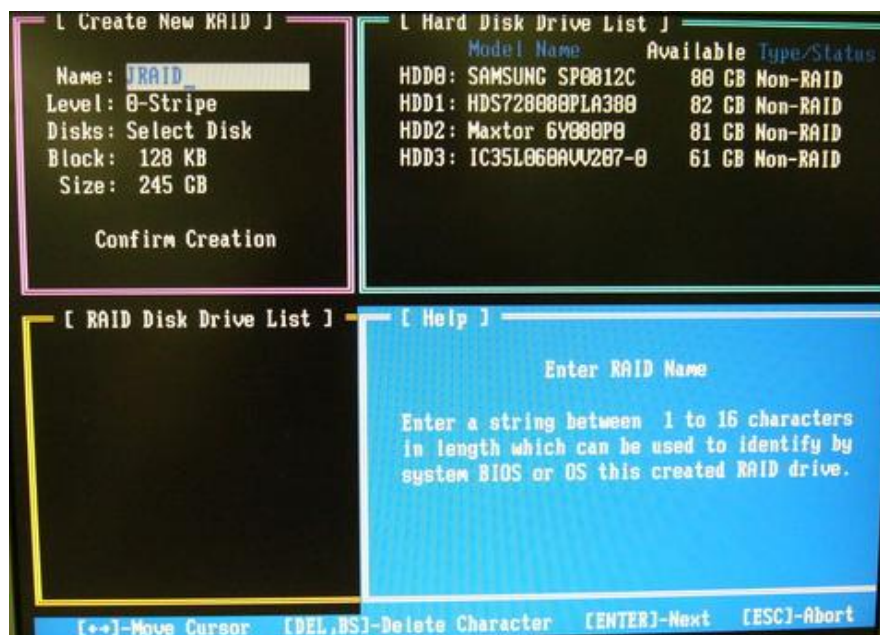 [ Create New RAID ]
Name: JRAID_
Level: 0-Stripe
Disks: Select Disk
Block: 128 KB
Size: 245 GB
Confirm Creation
[ Hard Disk Drive List ]
Model Name Available Type/Status
HDD0: SAMSUNG SP0812C 80 GB Non-RAID
HDD1: HDS728080PLA380 82 GB Non-RAID
HDD2: Maxtor 6Y080P0 81 GB Non-RAID
HDD3: IC35L060AVV207-0 61 GB Non-RAID
[ RAID Disk Drive List ]
[ Help ]
Enter RAID Name
Enter a string between 1 to 16 characters
in length which can be used to identify by
system BIOS or OS this created RAID drive.
[←→]-Move Cursor [DEL,BS]-Delete Character [ENTER]-Next [ESC]-Abort